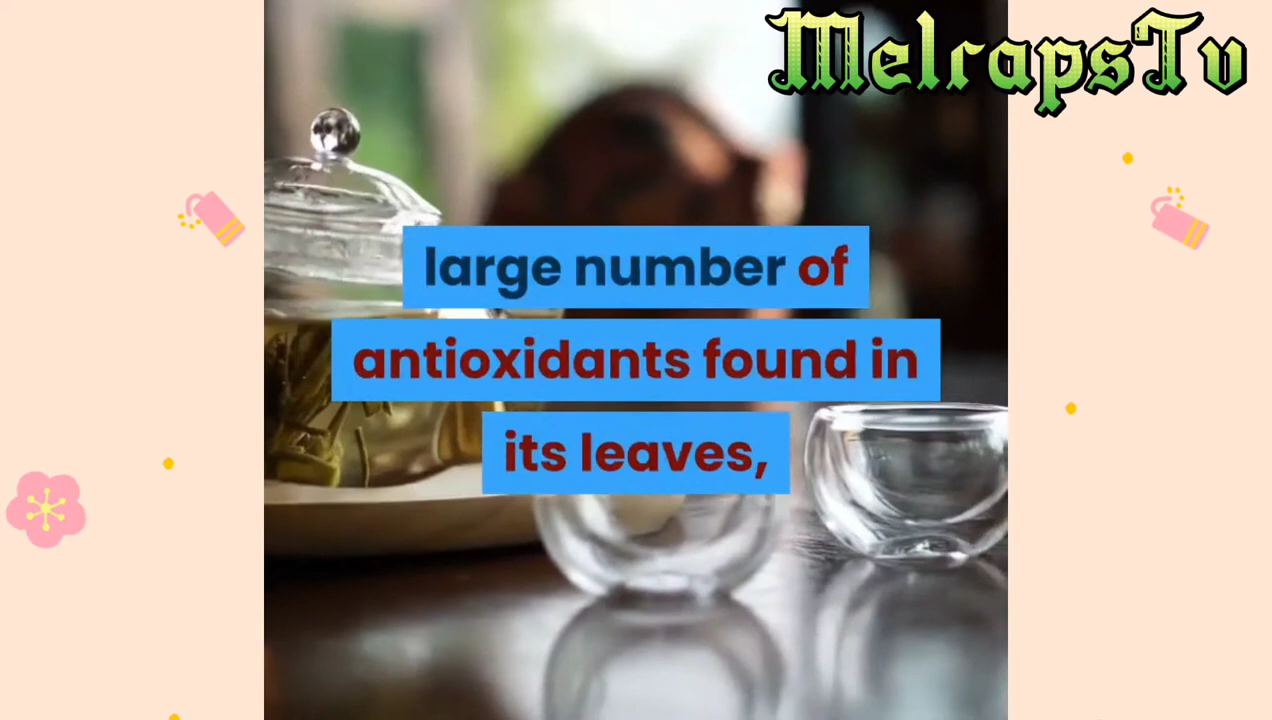 MelrapsTv
large number of
antioxidants found in
its leaves,